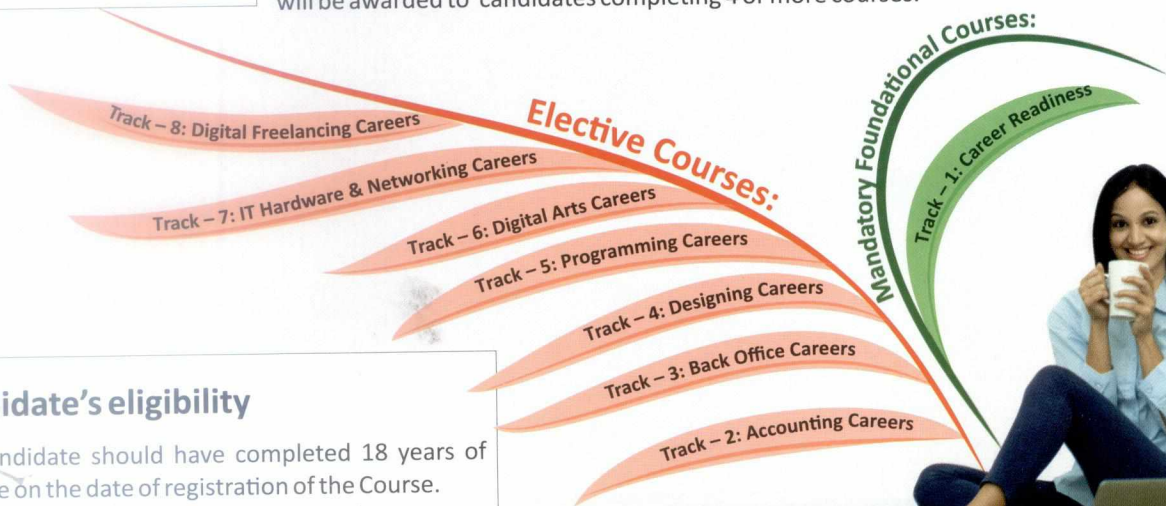 will be awarded to candidates completing 4 or more courses.
Elective Courses:
Track – 8: Digital Freelancing Careers
Track – 7: IT Hardware & Networking Careers
Track – 6: Digital Arts Careers
Track – 5: Programming Careers
Track – 4: Designing Careers
Track – 3: Back Office Careers
Track – 2: Accounting Careers
Mandatory Foundational Courses:
Track – 1: Career Readiness
idate's eligibility
ndidate should have completed 18 years of
e on the date of registration of the Course.